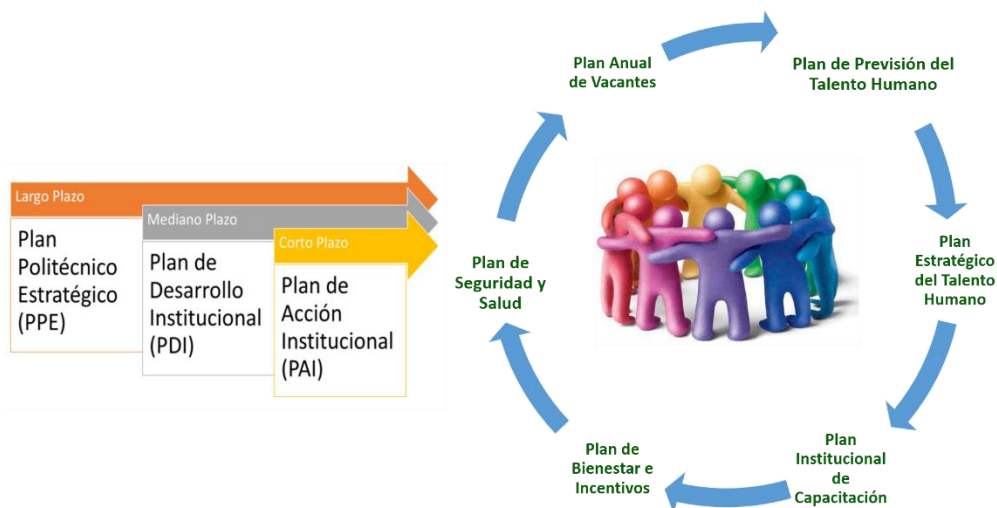 Largo Plazo
Plan
Politécnico
Estratégico
(PPE)
Mediano Plazo
Plan de
Desarrollo
Institucional
(PDI)
Corto Plazo
Plan de
Acción
Institucional
(PAI)
Plan Anual
de Vacantes
Plan de Previsión del
Talento Humano
Plan
Estratégico
del Talento
Humano
Plan
Institucional
de
Capacitación
Plan de
Bienestar e
Incentivos
Plan de
Seguridad y
Salud